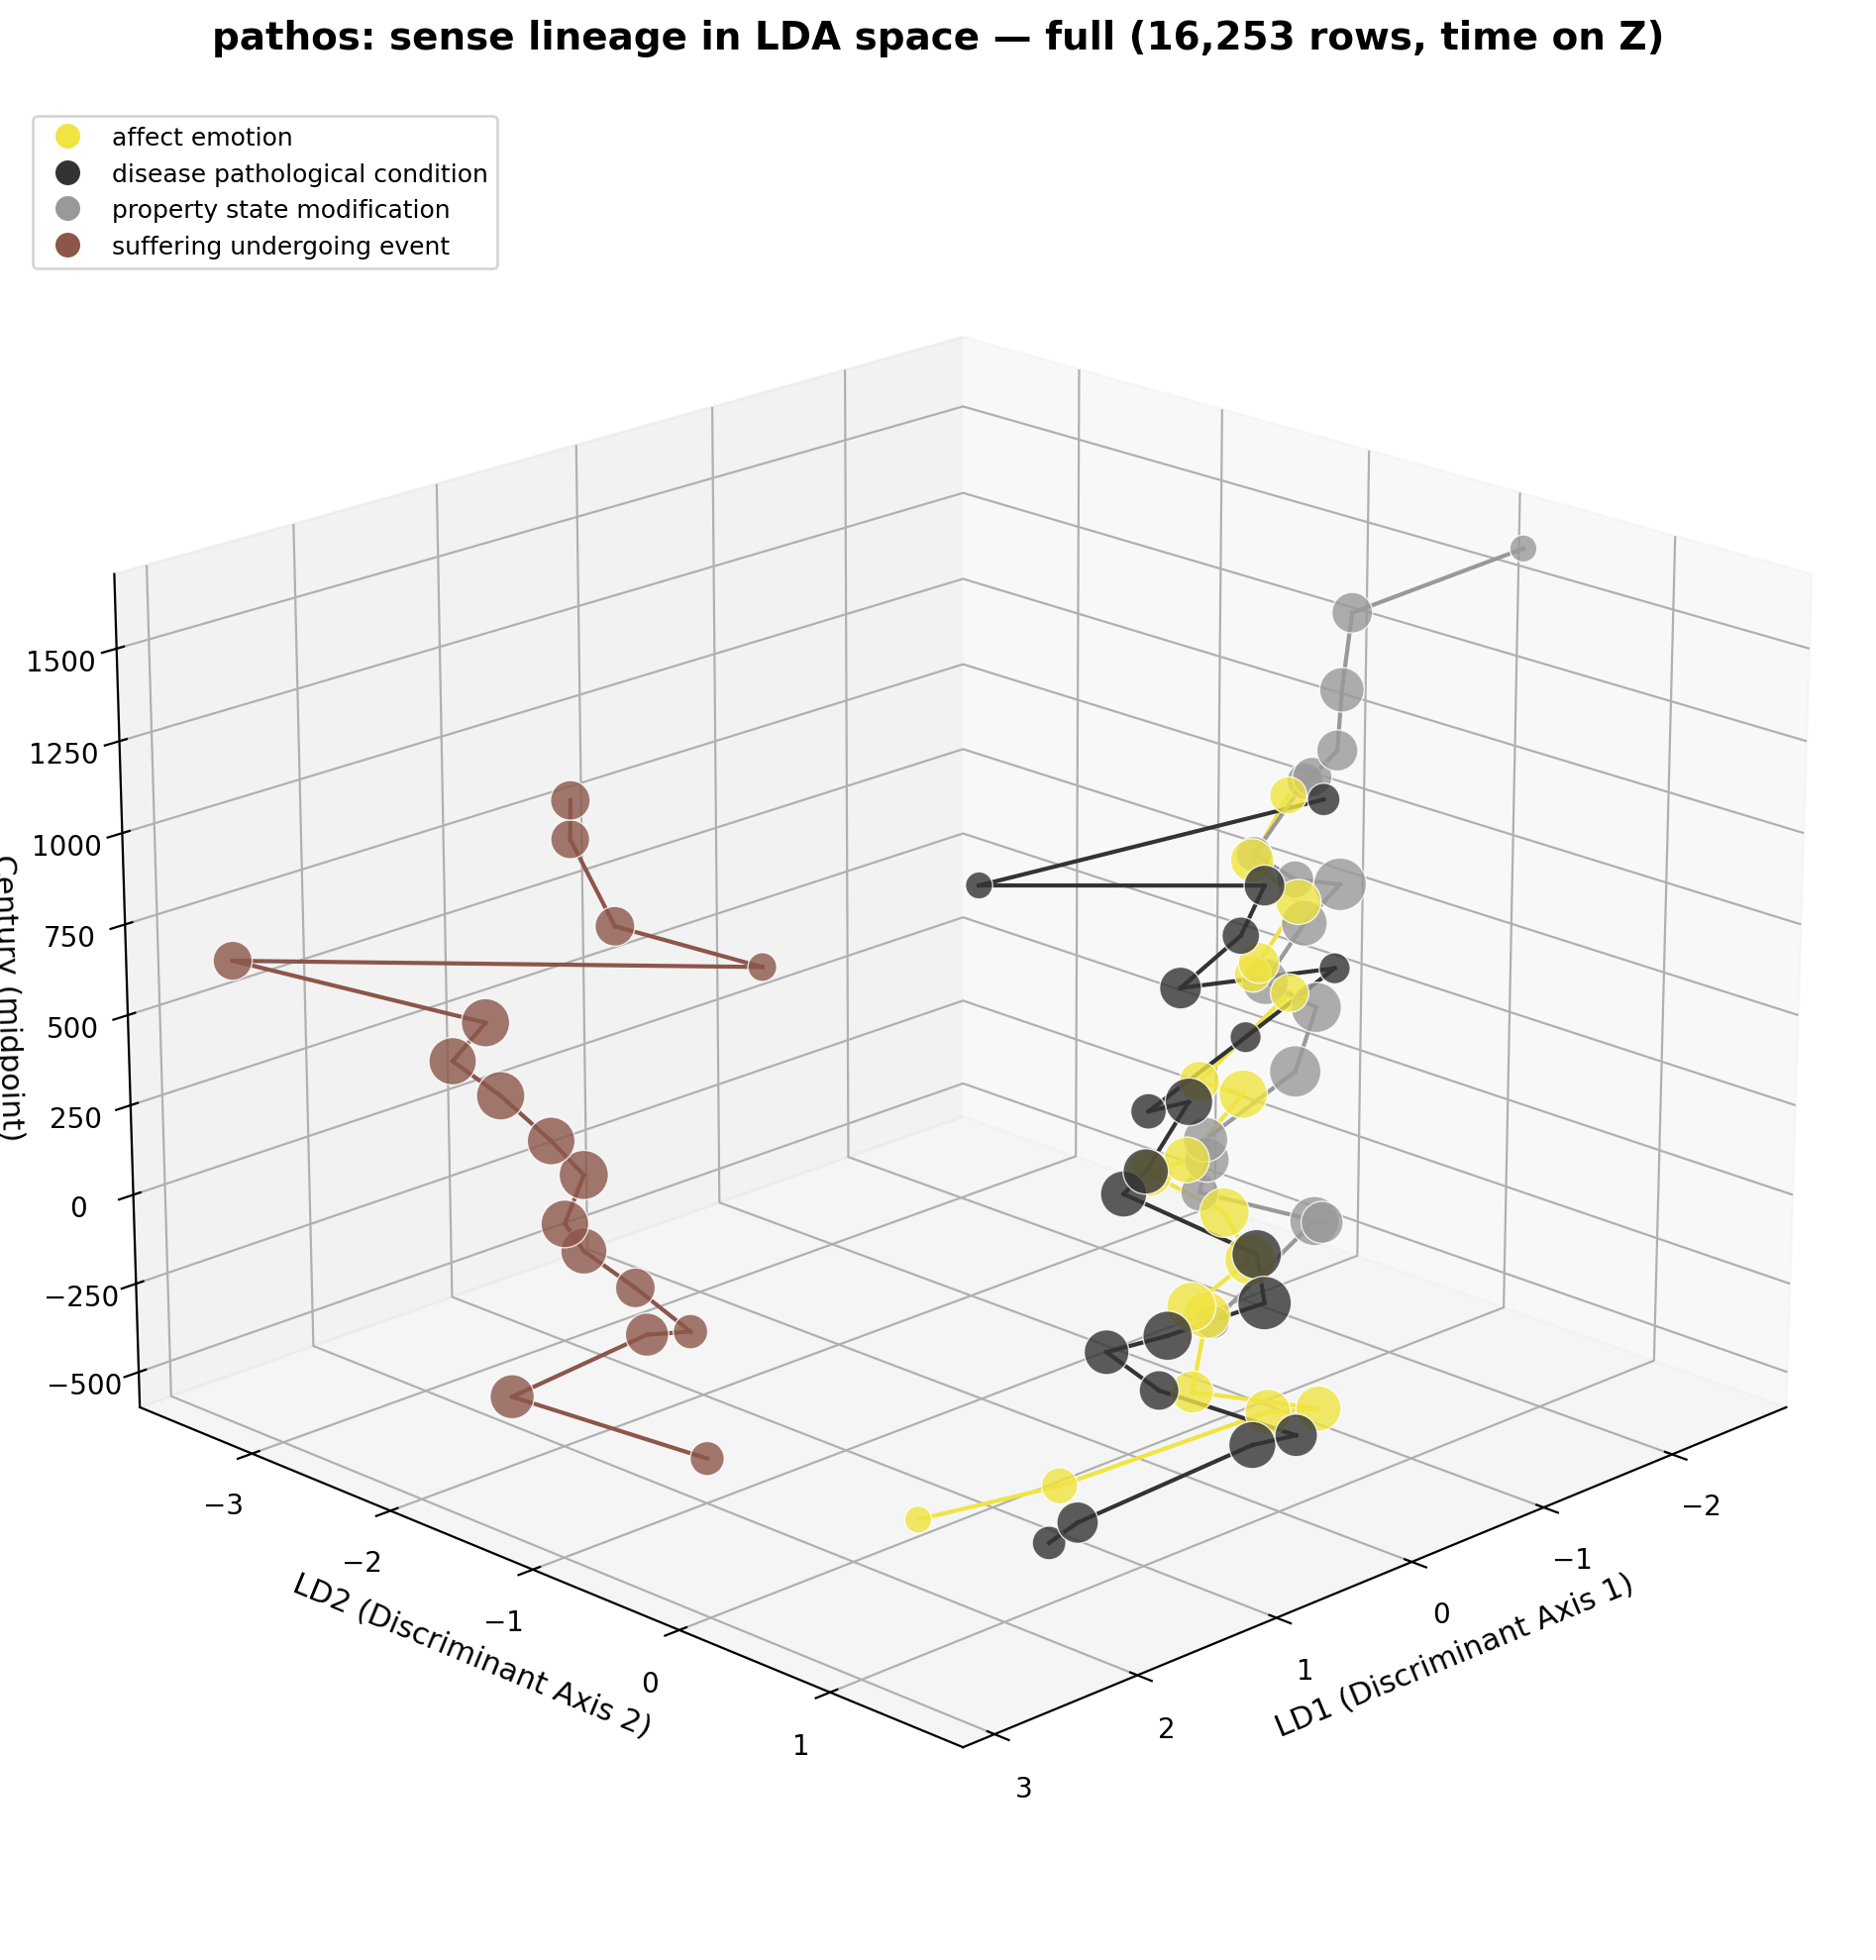 pathos: sense lineage in LDA space — full (16,253 rows, time on Z)
affect emotion
disease pathological condition
property state modification
suffering undergoing event
1500
1250
1000
750
500
250
0
−250
−500
Century (midpoint)
−3
−2
−1
0
1
LD2 (Discriminant Axis 2)
−2
−1
0
1
2
3
LD1 (Discriminant Axis 1)